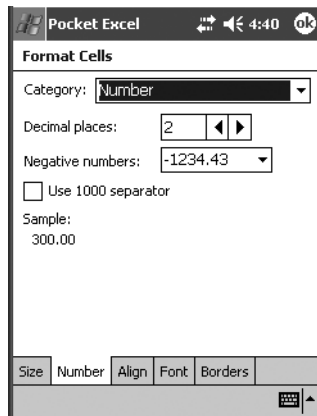 Pocket Excel 4:40 ok
Format Cells
Category: Number
Decimal places: 2
Negative numbers: -1234.43
Use 1000 separator
Sample:
300.00
Size Number Align Font Borders